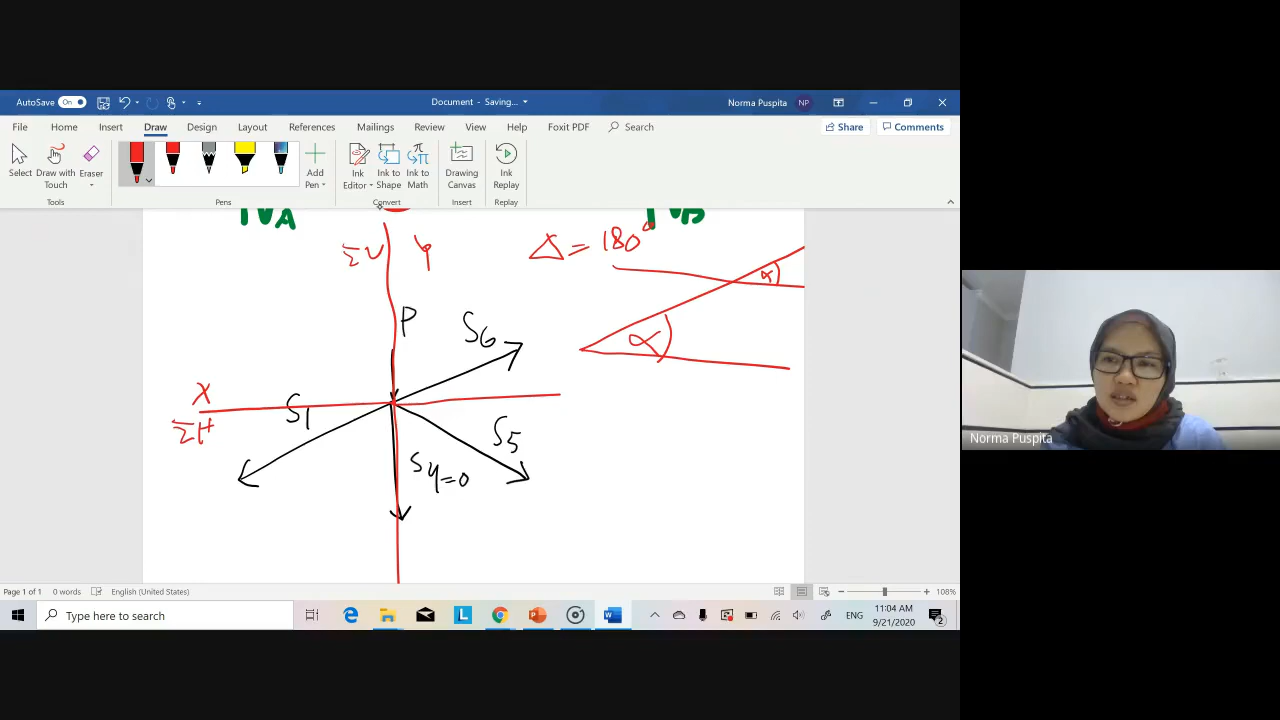 AutoSave On
Document - Saving...
Norma Puspita NP
File Home Insert Draw Design Layout References Mailings Review View Help Foxit PDF Search
Share Comments
Select
Draw with Touch
Eraser
Add Pen
Ink Editor
Ink to Shape
Ink to Math
Drawing Canvas
Ink Replay
Tools Pens Convert Insert Replay
RVA RVB
ΣV Y
Δ = 180°
α
P
S6
α
X
S1
ΣH
S5
S4=0
Norma Puspita
Page 1 of 1 0 words English (United States) 108%
Type here to search
L
ENG
11:04 AM
9/21/2020
2